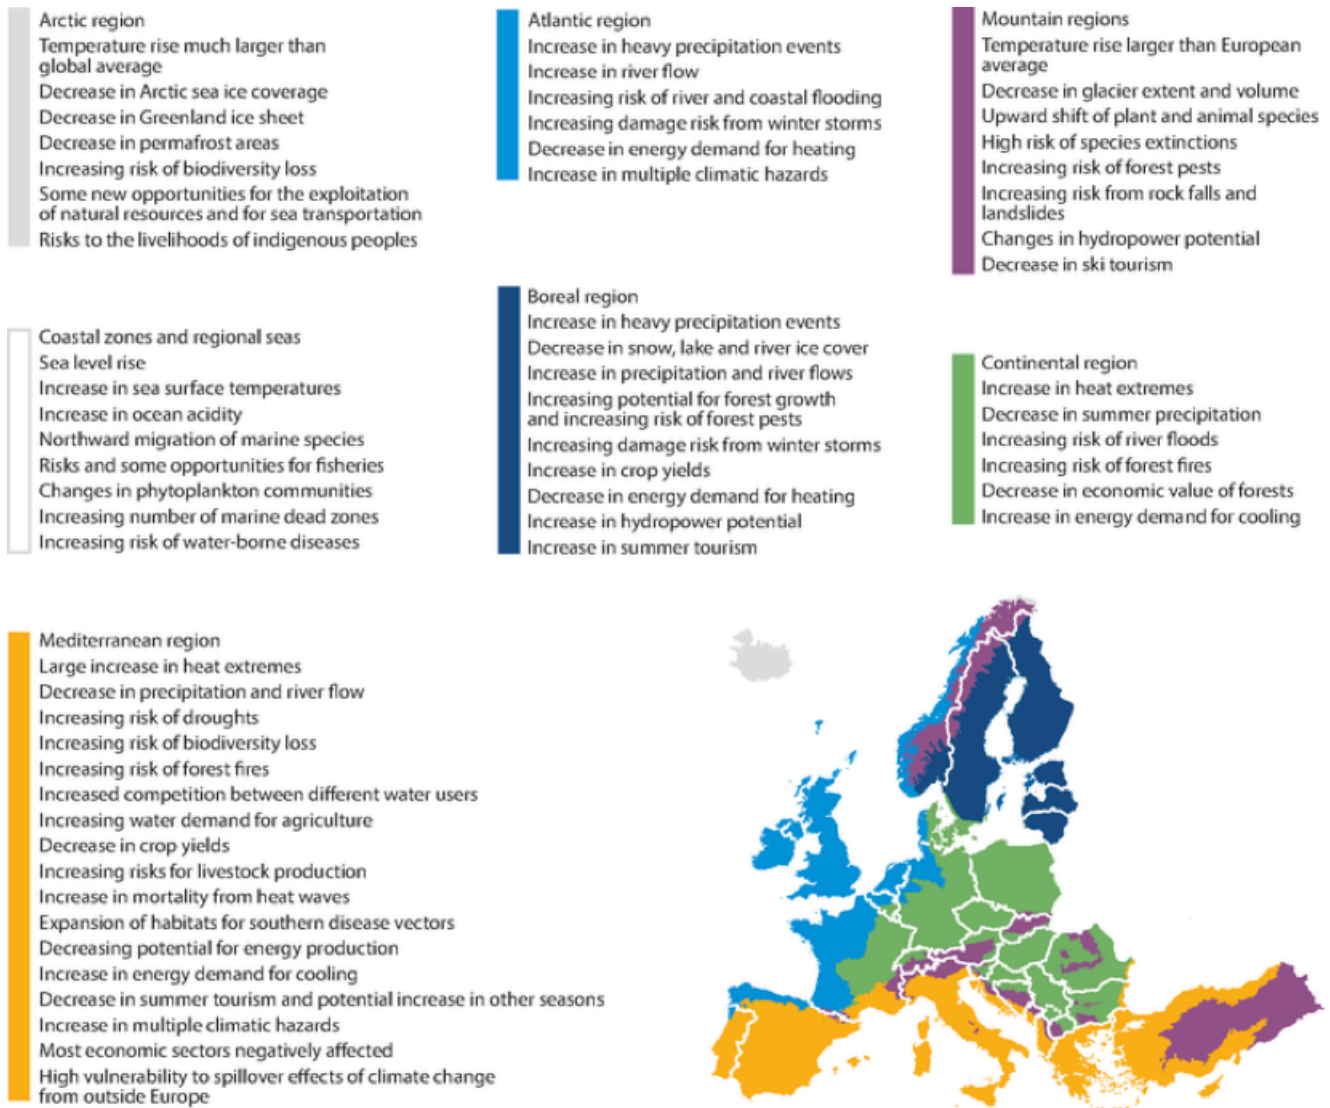 Arctic region
Temperature rise much larger than
global average
Decrease in Arctic sea ice coverage
Decrease in Greenland ice sheet
Decrease in permafrost areas
Increasing risk of biodiversity loss
Some new opportunities for the exploitation
of natural resources and for sea transportation
Risks to the livelihoods of indigenous peoples
Atlantic region
Increase in heavy precipitation events
Increase in river flow
Increasing risk of river and coastal flooding
Increasing damage risk from winter storms
Decrease in energy demand for heating
Increase in multiple climatic hazards
Mountain regions
Temperature rise larger than European
average
Decrease in glacier extent and volume
Upward shift of plant and animal species
High risk of species extinctions
Increasing risk of forest pests
Increasing risk from rock falls and
landslides
Changes in hydropower potential
Decrease in ski tourism
Coastal zones and regional seas
Sea level rise
Increase in sea surface temperatures
Increase in ocean acidity
Northward migration of marine species
Risks and some opportunities for fisheries
Changes in phytoplankton communities
Increasing number of marine dead zones
Increasing risk of water-borne diseases
Boreal region
Increase in heavy precipitation events
Decrease in snow, lake and river ice cover
Increase in precipitation and river flows
Increasing potential for forest growth
and increasing risk of forest pests
Increasing damage risk from winter storms
Increase in crop yields
Decrease in energy demand for heating
Increase in hydropower potential
Increase in summer tourism
Continental region
Increase in heat extremes
Decrease in summer precipitation
Increasing risk of river floods
Increasing risk of forest fires
Decrease in economic value of forests
Increase in energy demand for cooling
Mediterranean region
Large increase in heat extremes
Decrease in precipitation and river flow
Increasing risk of droughts
Increasing risk of biodiversity loss
Increasing risk of forest fires
Increased competition between different water users
Increasing water demand for agriculture
Decrease in crop yields
Increasing risks for livestock production
Increase in mortality from heat waves
Expansion of habitats for southern disease vectors
Decreasing potential for energy production
Increase in energy demand for cooling
Decrease in summer tourism and potential increase in other seasons
Increase in multiple climatic hazards
Most economic sectors negatively affected
High vulnerability to spillover effects of climate change
from outside Europe